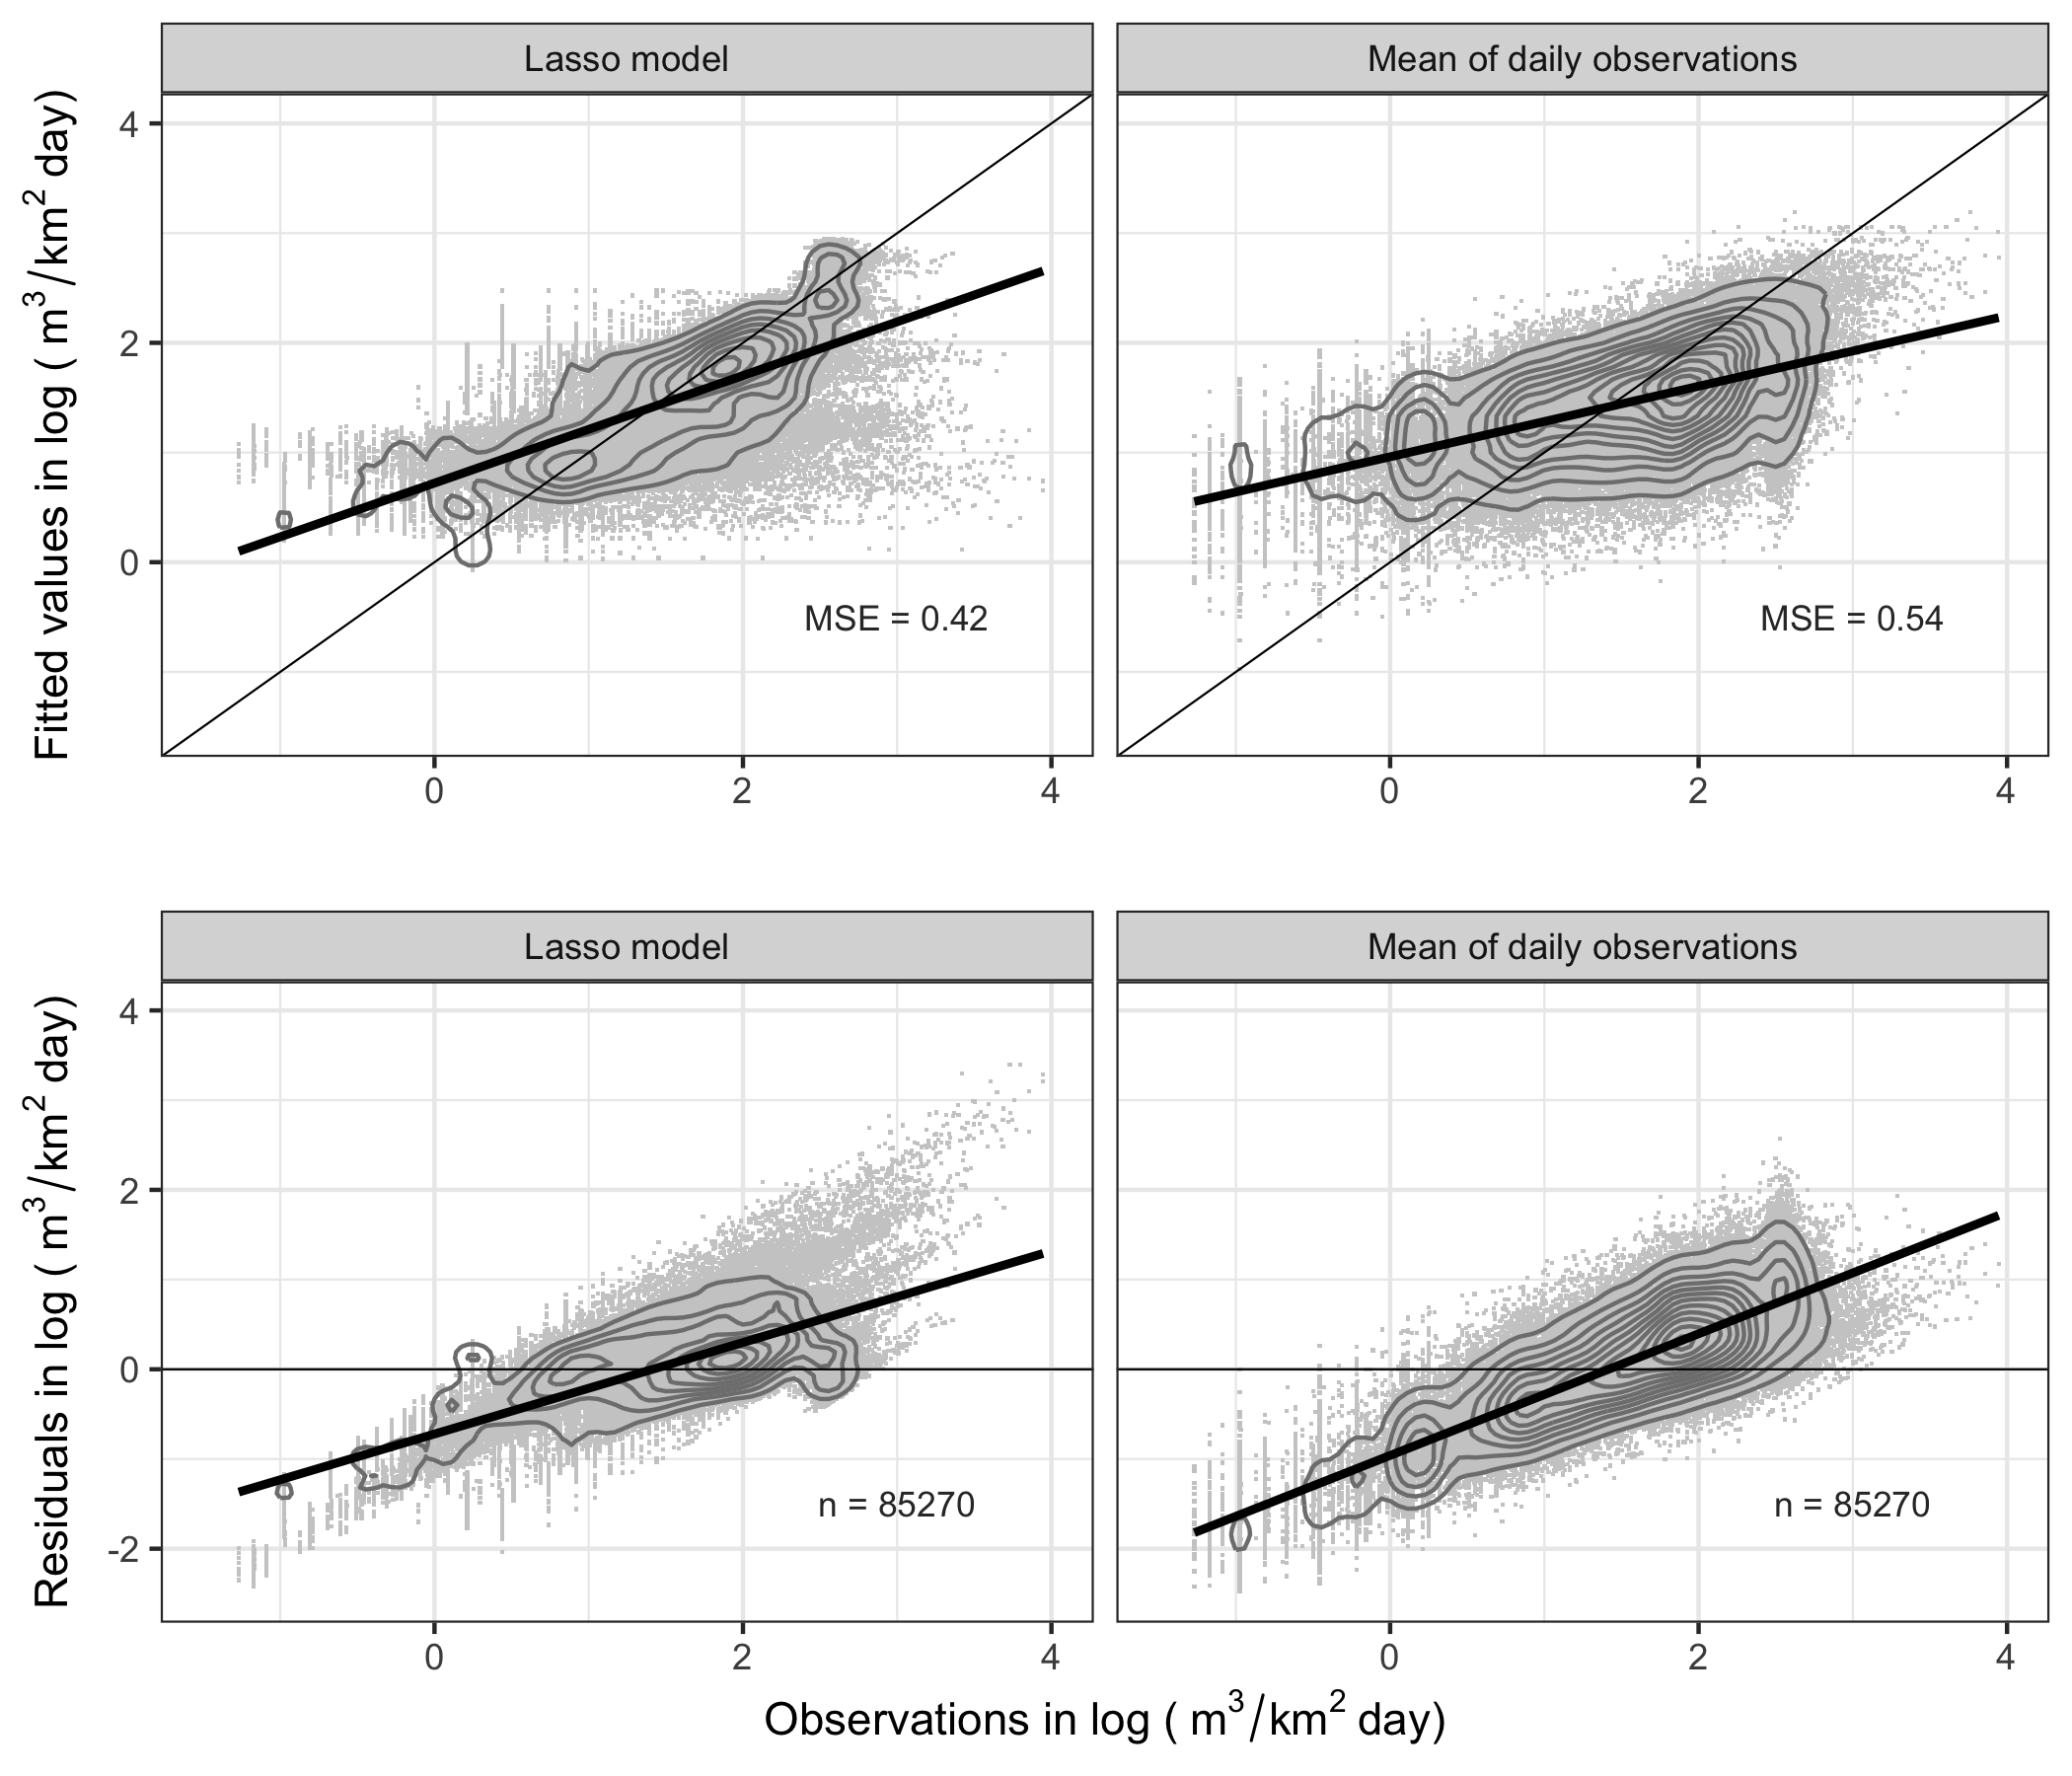 Lasso model
Mean of daily observations
Fitted values in log ( m³/km² day)
4
2
0
MSE = 0.42
MSE = 0.54
0 2 4
0 2 4
Lasso model
Mean of daily observations
Residuals in log ( m³/km² day)
4
2
0
-2
n = 85270
n = 85270
0 2 4
0 2 4
Observations in log ( m³/km² day)